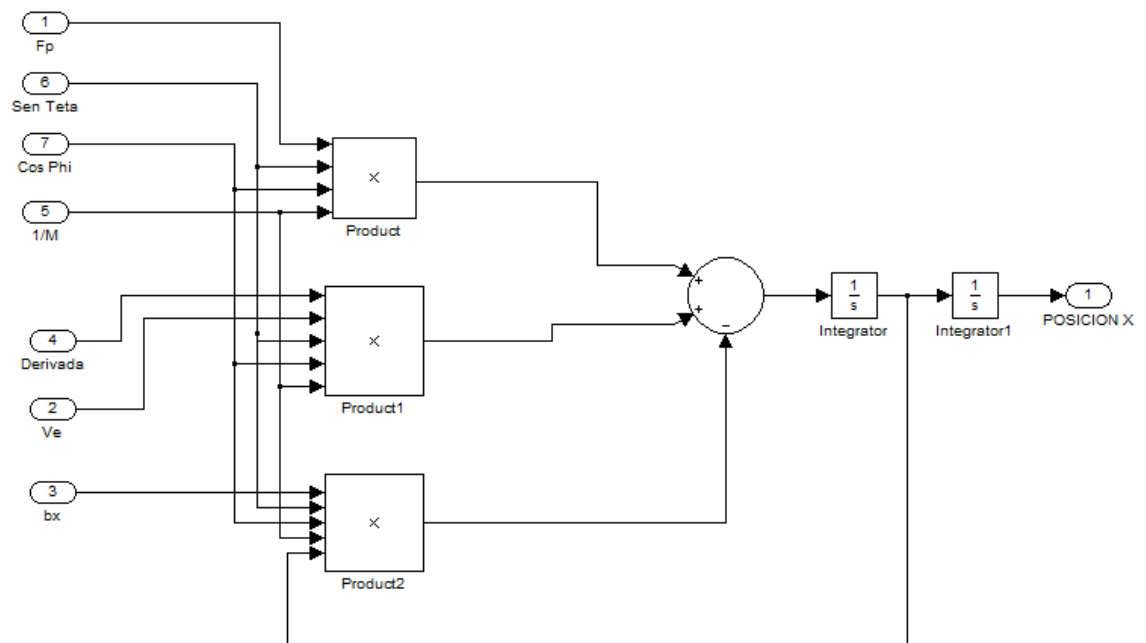 1
Fp
6
Sen Teta
7
Cos Phi
5
1/M
×
Product
4
Derivada
2
Ve
×
Product1
3
bx
×
Product2
+
+
−
1
s
Integrator
1
s
Integrator1
1
POSICION X